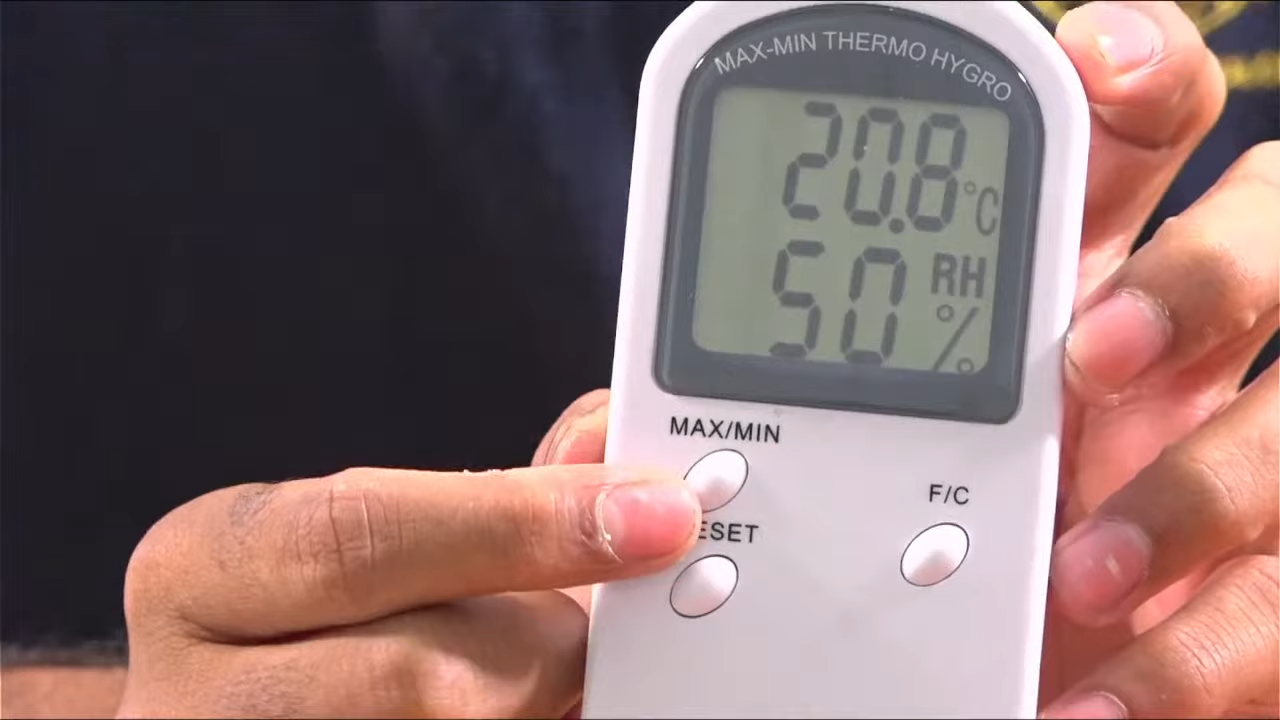 MAX-MIN THERMO HYGRO
20.8 °C
50 RH %
MAX/MIN
F/C
ESET